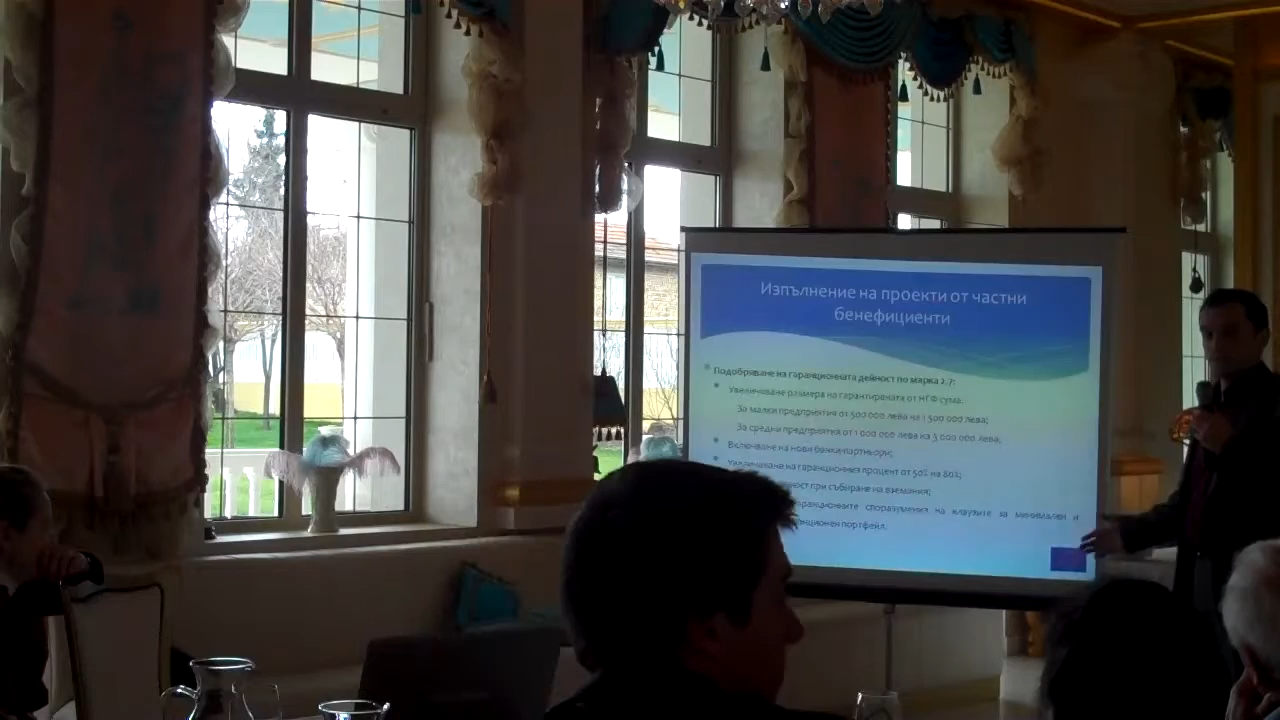 Изпълнение на проекти от частни
бенефициенти
Подобряване на гаранционната дейност по мярка 2.7:
Увеличаване размера на гарантираната от НГФ сума:
За малки предприятия от 500 000 лева на 1 500 000 лева;
За средни предприятия от 1 000 000 лева на 3 000 000 лева.
Включване на нови банки-партньори;
Увеличаване на гаранционния процент от 50% на 80%;
при събиране на вземания;
споразумения на клаузите за минимален и
портфейл.